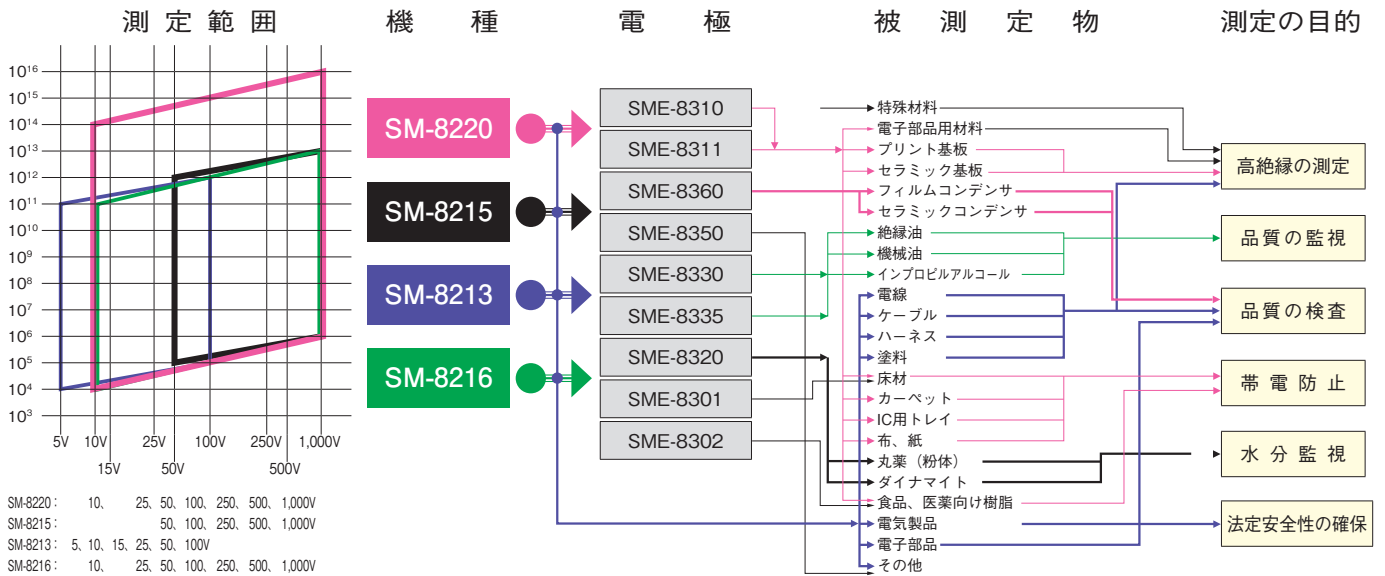 測定範囲 機種 電極 被測定物 測定の目的
10¹⁶
10¹⁵
10¹⁴
10¹³
10¹²
10¹¹
10¹⁰
10⁹
10⁸
10⁷
10⁶
10⁵
10⁴
10³
5V 10V 25V 100V 250V 1,000V
15V 50V 500V
SM-8220： 10、 25、50、100、250、500、1,000V
SM-8215： 50、100、250、500、1,000V
SM-8213： 5、10、15、25、50、100V
SM-8216： 10、 25、50、100、250、500、1,000V
SM-8220
SM-8215
SM-8213
SM-8216
SME-8310
SME-8311
SME-8360
SME-8350
SME-8330
SME-8335
SME-8320
SME-8301
SME-8302
特殊材料
電子部品用材料
プリント基板
セラミック基板
フィルムコンデンサ
セラミックコンデンサ
絶縁油
機械油
インプロビルアルコール
電線
ケーブル
ハーネス
塗料
床材
カーペット
IC用トレイ
布、紙
丸薬（粉体）
ダイナマイト
食品、医薬向け樹脂
電気製品
電子部品
その他
高絶縁の測定
品質の監視
品質の検査
帯電防止
水分監視
法定安全性の確保